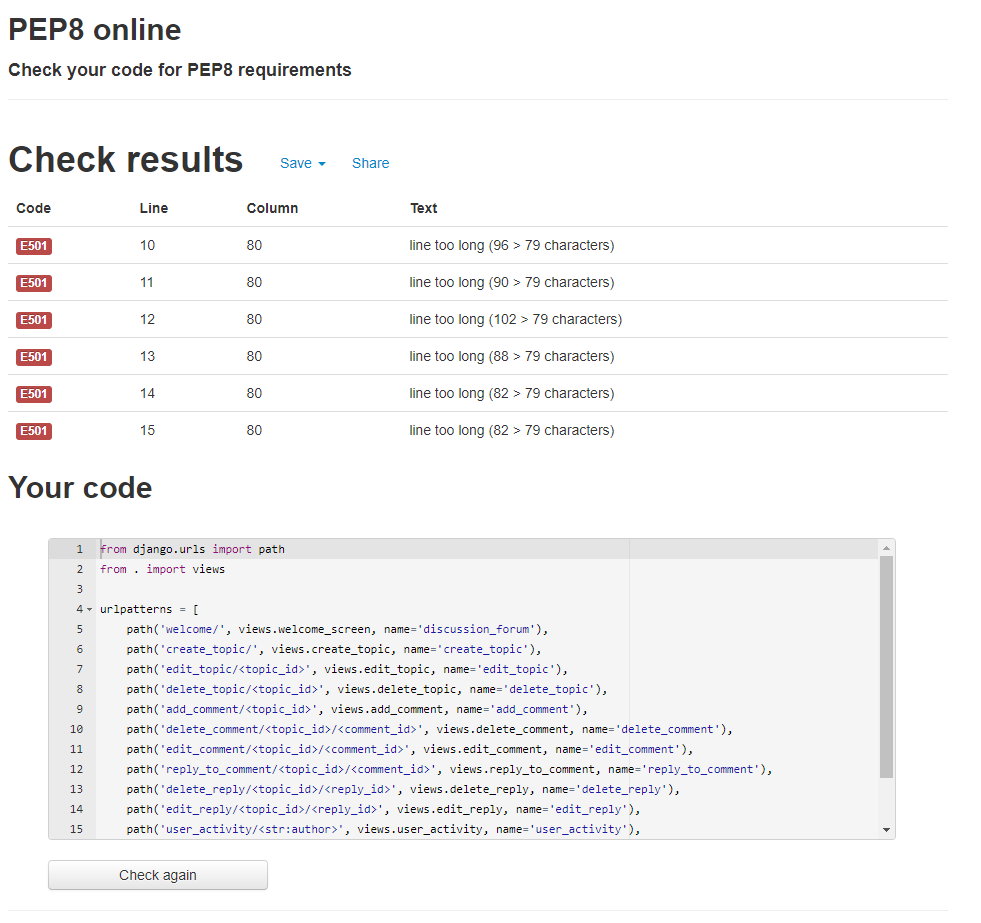 PEP8 online
Check your code for PEP8 requirements
Check results Save Share
Code Line Column Text
E501 10 80 line too long (96 > 79 characters)
E501 11 80 line too long (90 > 79 characters)
E501 12 80 line too long (102 > 79 characters)
E501 13 80 line too long (88 > 79 characters)
E501 14 80 line too long (82 > 79 characters)
E501 15 80 line too long (82 > 79 characters)
Your code
1 from django.urls import path
2 from . import views
3
4 urlpatterns = [
5 path('welcome/', views.welcome_screen, name='discussion_forum'),
6 path('create_topic/', views.create_topic, name='create_topic'),
7 path('edit_topic/<topic_id>', views.edit_topic, name='edit_topic'),
8 path('delete_topic/<topic_id>', views.delete_topic, name='delete_topic'),
9 path('add_comment/<topic_id>', views.add_comment, name='add_comment'),
10 path('delete_comment/<topic_id>/<comment_id>', views.delete_comment, name='delete_comment'),
11 path('edit_comment/<topic_id>/<comment_id>', views.edit_comment, name='edit_comment'),
12 path('reply_to_comment/<topic_id>/<comment_id>', views.reply_to_comment, name='reply_to_comment'),
13 path('delete_reply/<topic_id>/<reply_id>', views.delete_reply, name='delete_reply'),
14 path('edit_reply/<topic_id>/<reply_id>', views.edit_reply, name='edit_reply'),
15 path('user_activity/<str:author>', views.user_activity, name='user_activity'),
Check again